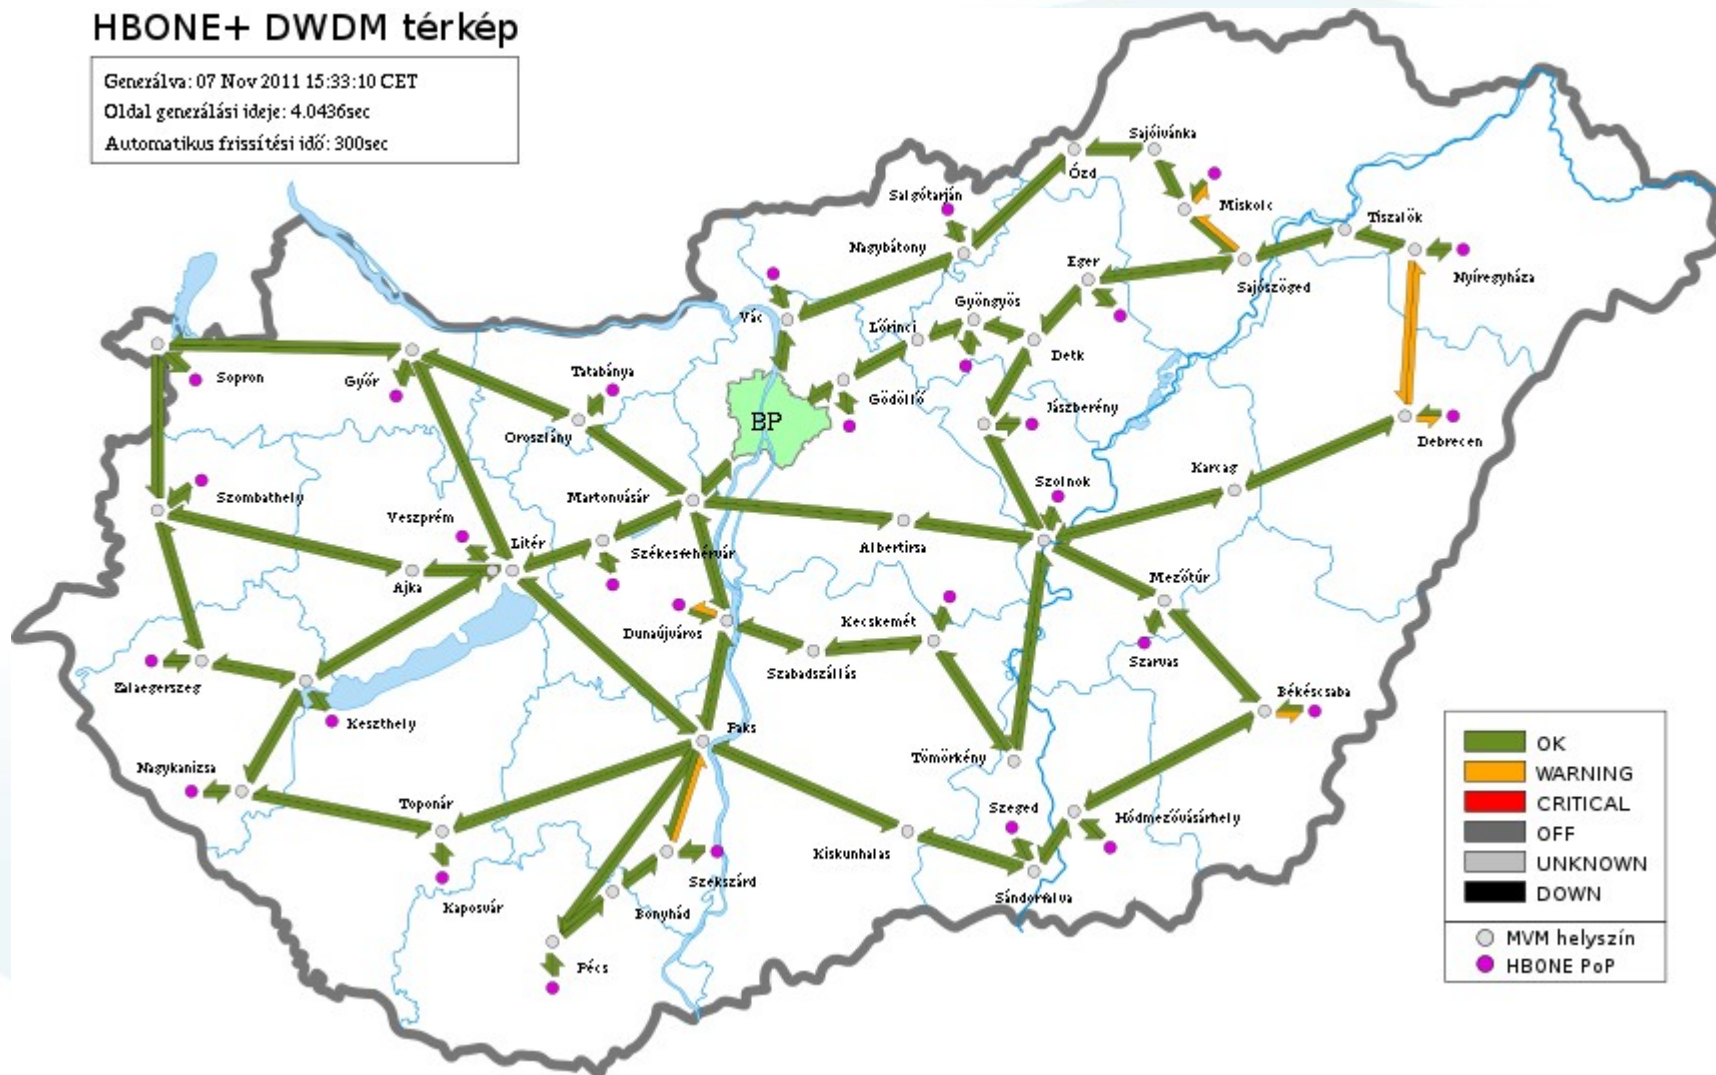 HBONE+ DWDM térkép
Generálva: 07 Nov 2011 15:33:10 CET
Oldal generálási ideje: 4.0436sec
Automatikus frissítési idő: 300sec
Sajóivánka
Ózd
Salgótarján
Miskolc
Tiszalök
Nagybátony
Eger
Sajószöged
Nyíregyháza
Gyöngyös
Vác
Lőrinci
Detk
Sopron
Győr
Tatabánya
Gödöllő
Jászberény
BP
Oroszlány
Debrecen
Karcag
Szolnok
Szombathely
Martonvásár
Veszprém
Litér
Székesfehérvár
Albertirsa
Ajka
Mezőtúr
Kecskemét
Dunaújváros
Szarvas
Szabadszállás
Zalaegerszeg
Békéscsaba
Keszthely
Paks
Tömörkény
Nagykanizsa
Toponár
Szeged
Hódmezővásárhely
Kiskunhalas
Szekszárd
Sándorfalva
Kaposvár
Bonyhád
Pécs
OK
WARNING
CRITICAL
OFF
UNKNOWN
DOWN
MVM helyszín
HBONE PoP